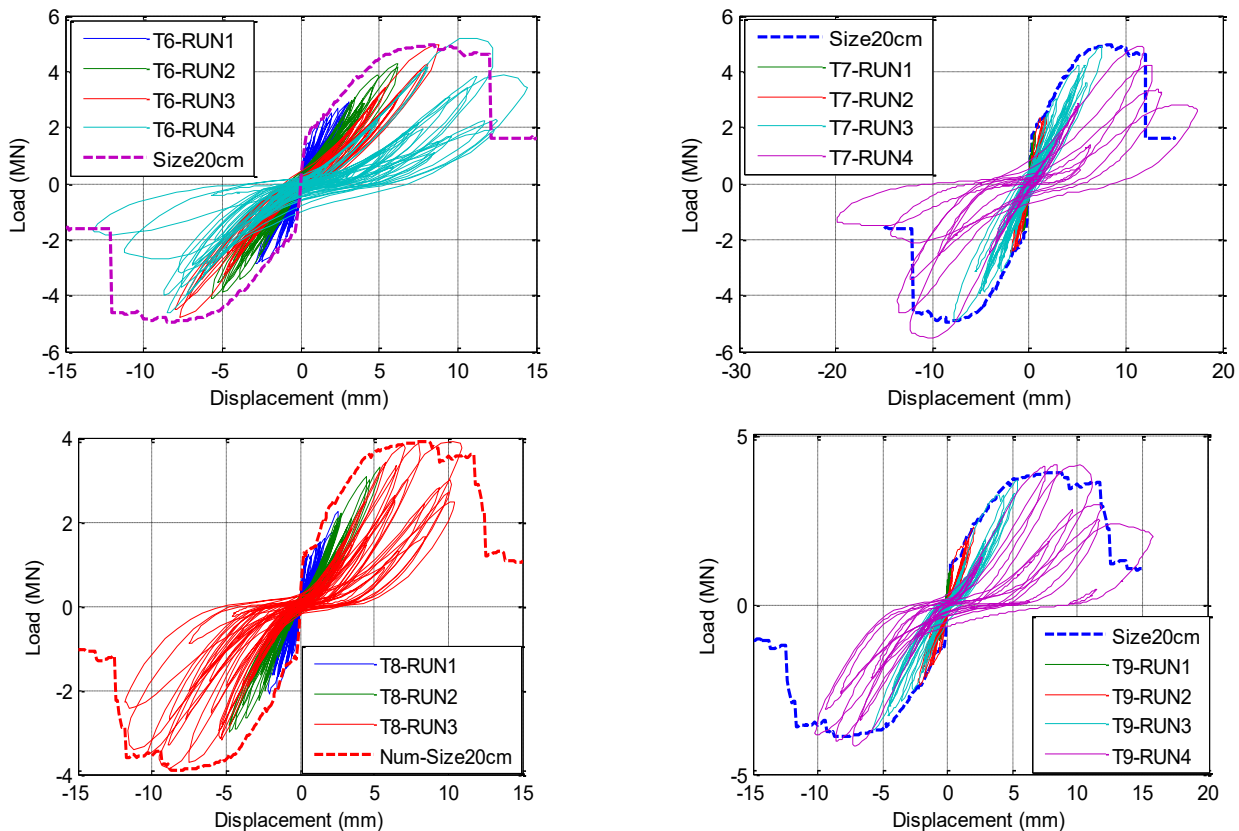 6
4
2
0
-2
-4
-6
Load (MN)
-15 -10 -5 0 5 10 15
Displacement (mm)
T6-RUN1
T6-RUN2
T6-RUN3
T6-RUN4
Size20cm
6
4
2
0
-2
-4
-6
Load (MN)
-30 -20 -10 0 10 20
Displacement (mm)
Size20cm
T7-RUN1
T7-RUN2
T7-RUN3
T7-RUN4
4
2
0
-2
-4
Load (MN)
-15 -10 -5 0 5 10 15
Displacement (mm)
T8-RUN1
T8-RUN2
T8-RUN3
Num-Size20cm
5
0
-5
Load (MN)
-15 -10 -5 0 5 10 15 20
Displacement (mm)
Size20cm
T9-RUN1
T9-RUN2
T9-RUN3
T9-RUN4